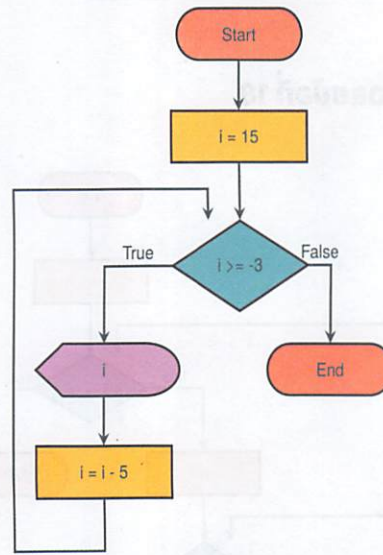 Start
i = 15
i >= -3
True
False
i
End
i = i - 5